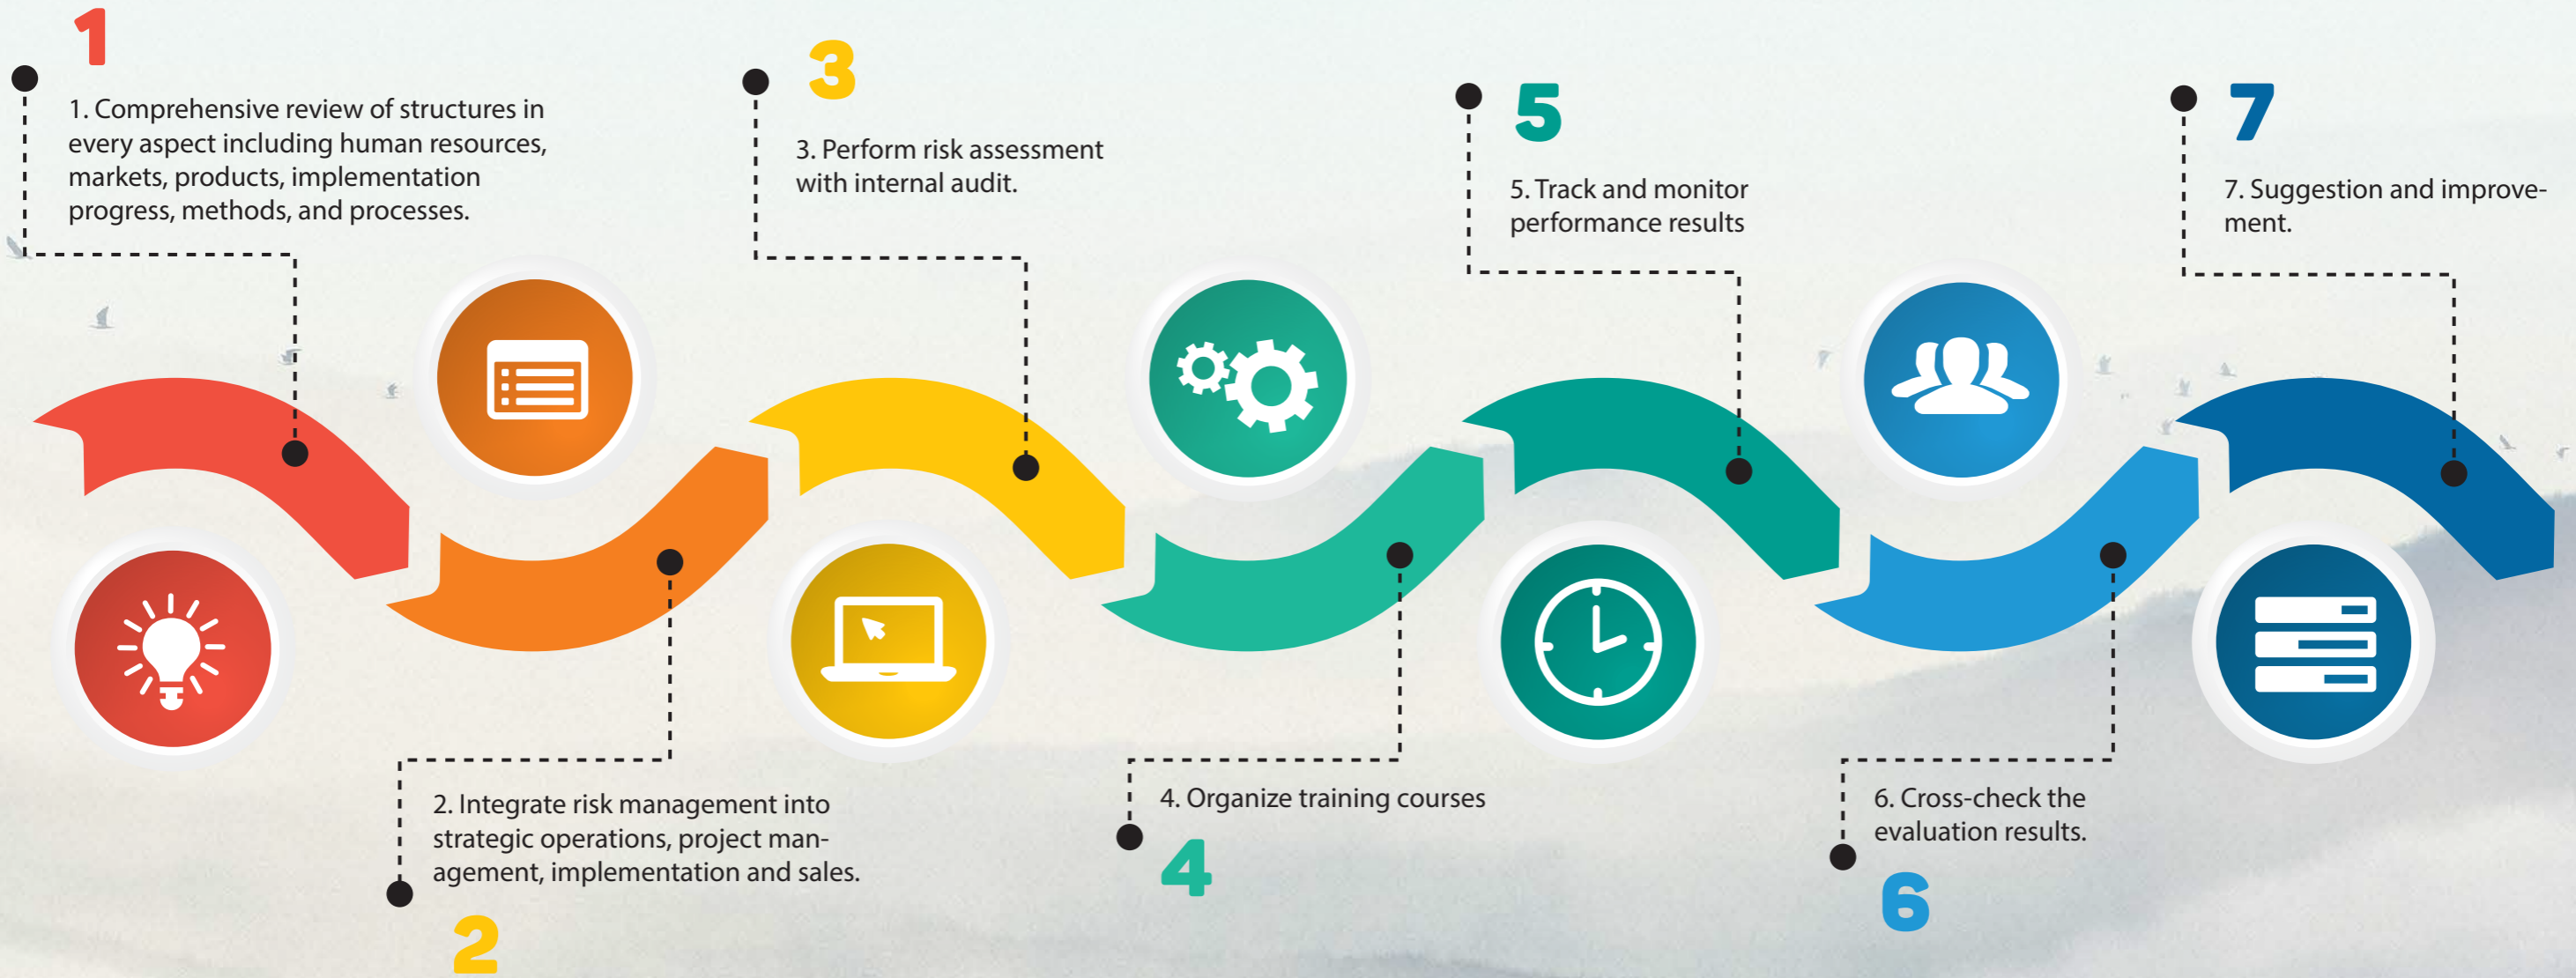 1
1. Comprehensive review of structures in
every aspect including human resources,
markets, products, implementation
progress, methods, and processes.
2. Integrate risk management into
strategic operations, project man-
agement, implementation and sales.
2
3
3. Perform risk assessment
with internal audit.
4. Organize training courses
4
5
5. Track and monitor
performance results
6. Cross-check the
evaluation results.
6
7
7. Suggestion and improve-
ment.